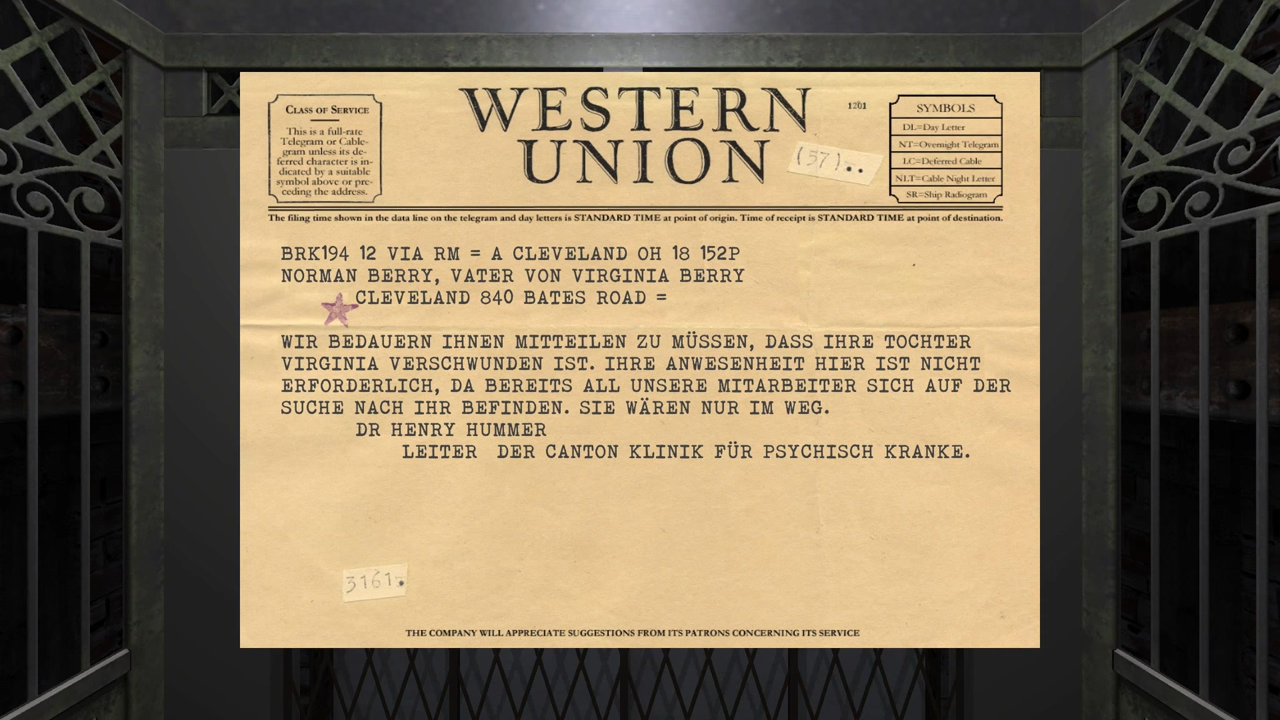 CLASS OF SERVICE
This is a full-rate
Telegram or Cable-
gram unless its de-
ferred character is in-
dicated by a suitable
symbol above or pre-
ceding the address.
WESTERN
UNION
1201
(57)..
SYMBOLS
DL=Day Letter
NT=Overnight Telegram
LC=Deferred Cable
NLT=Cable Night Letter
SR=Ship Radiogram
The filing time shown in the data line on the telegram and day letters is STANDARD TIME at point of origin. Time of receipt is STANDARD TIME at point of destination.
BRK194 12 VIA RM = A CLEVELAND OH 18 152P
NORMAN BERRY, VATER VON VIRGINIA BERRY
CLEVELAND 840 BATES ROAD =
WIR BEDAUERN IHNEN MITTEILEN ZU MÜSSEN, DASS IHRE TOCHTER
VIRGINIA VERSCHWUNDEN IST. IHRE ANWESENHEIT HIER IST NICHT
ERFORDERLICH, DA BEREITS ALL UNSERE MITARBEITER SICH AUF DER
SUCHE NACH IHR BEFINDEN. SIE WÄREN NUR IM WEG.
DR HENRY HUMMER
LEITER DER CANTON KLINIK FÜR PSYCHISCH KRANKE.
3161.
THE COMPANY WILL APPRECIATE SUGGESTIONS FROM ITS PATRONS CONCERNING ITS SERVICE